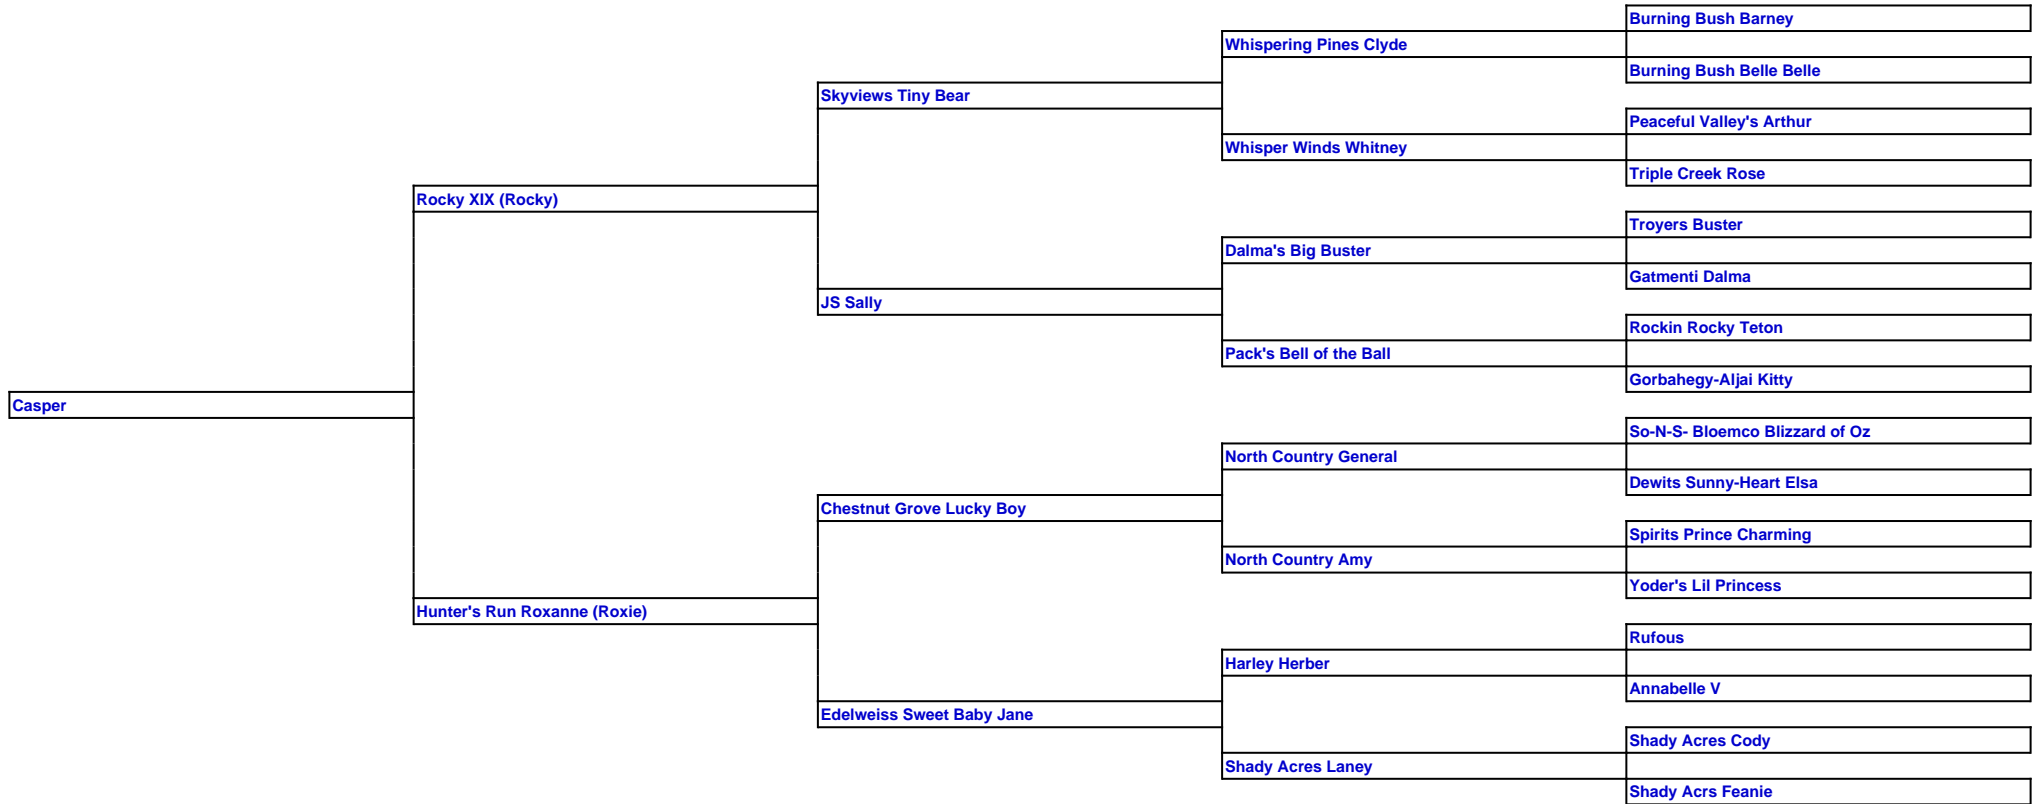 Burning Bush Barney
Whispering Pines Clyde
Burning Bush Belle Belle
Skyviews Tiny Bear
Peaceful Valley's Arthur
Whisper Winds Whitney
Triple Creek Rose
Rocky XIX (Rocky)
Troyers Buster
Dalma's Big Buster
Gatmenti Dalma
JS Sally
Rockin Rocky Teton
Pack's Bell of the Ball
Gorbahegy-Aljai Kitty
Casper
So-N-S- Bloemco Blizzard of Oz
North Country General
Dewits Sunny-Heart Elsa
Chestnut Grove Lucky Boy
Spirits Prince Charming
North Country Amy
Yoder's Lil Princess
Hunter's Run Roxanne (Roxie)
Rufous
Harley Herber
Annabelle V
Edelweiss Sweet Baby Jane
Shady Acres Cody
Shady Acres Laney
Shady Acrs Feanie